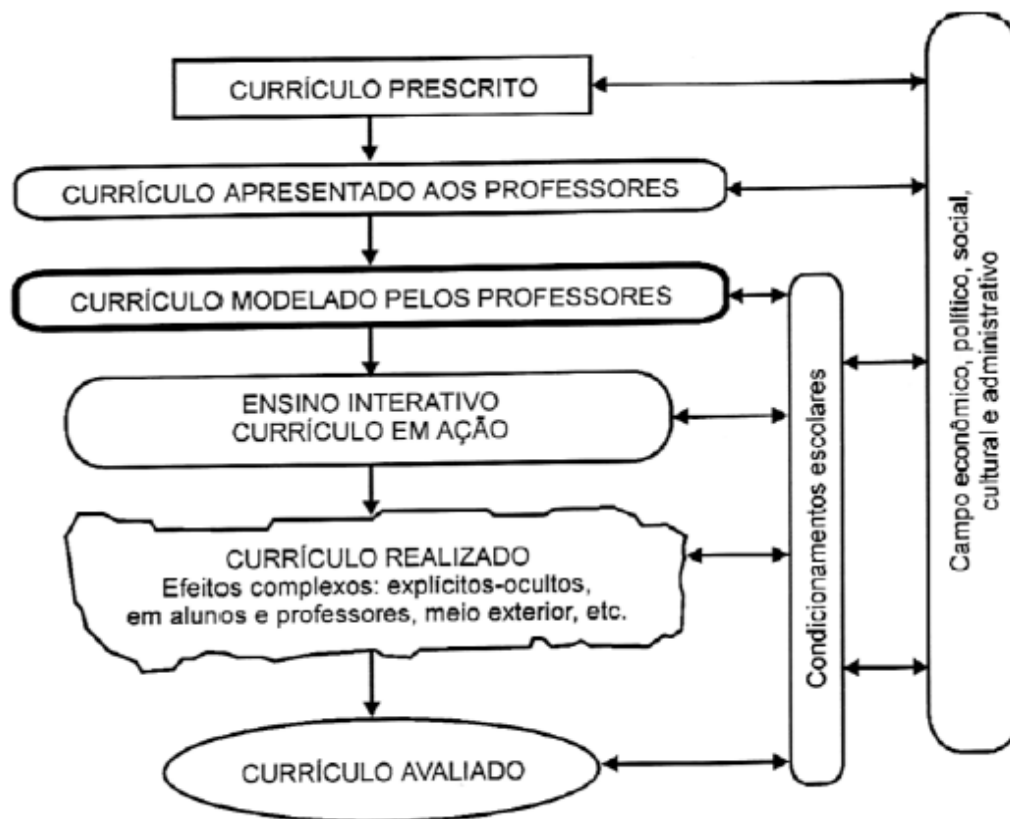 CURRÍCULO PRESCRITO
CURRÍCULO APRESENTADO AOS PROFESSORES
CURRÍCULO MODELADO PELOS PROFESSORES
ENSINO INTERATIVO
CURRÍCULO EM AÇÃO
CURRÍCULO REALIZADO
Efeitos complexos: explícitos-ocultos,
em alunos e professores, meio exterior, etc.
CURRÍCULO AVALIADO
Condicionamentos escolares
Campo econômico, político, social,
cultural e administrativo